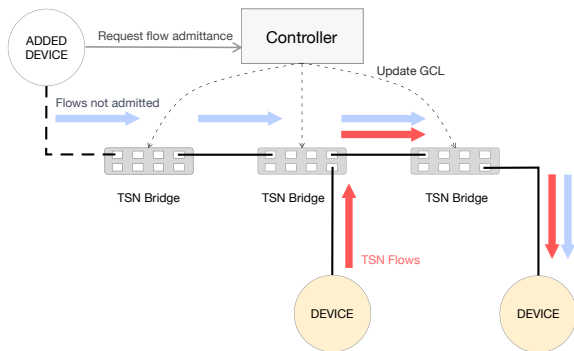 ADDED
DEVICE
Request flow admittance
Controller
Update GCL
Flows not admitted
TSN Bridge
TSN Bridge
TSN Bridge
TSN Flows
DEVICE
DEVICE